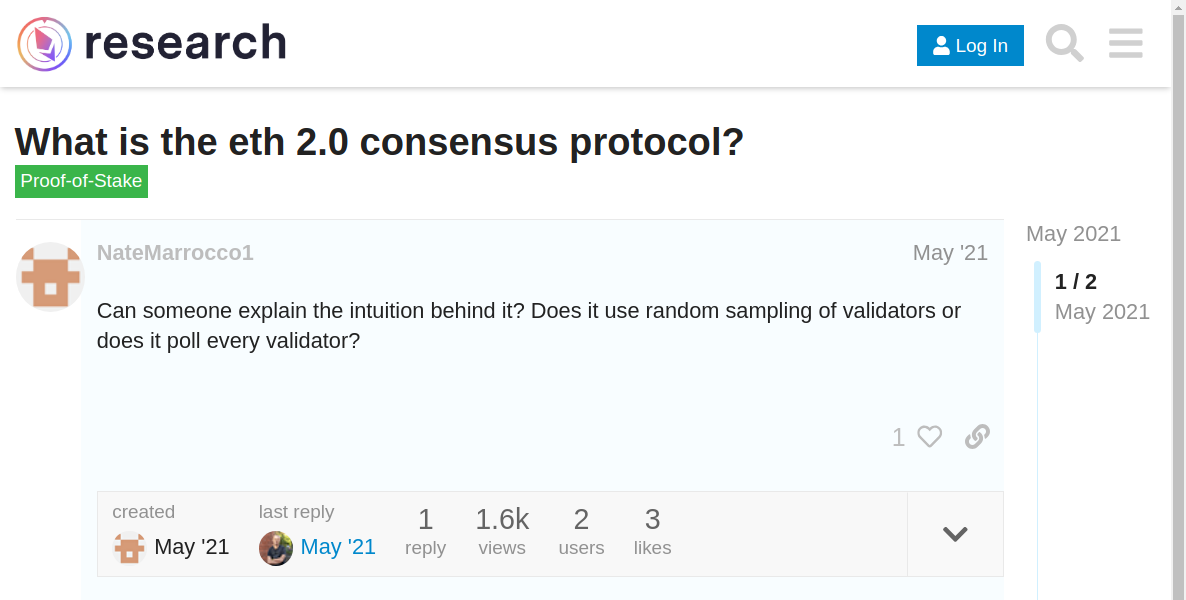 research
Log In
What is the eth 2.0 consensus protocol?
Proof-of-Stake
NateMarrocco1
May '21
Can someone explain the intuition behind it? Does it use random sampling of validators or
does it poll every validator?
1
created
May '21
last reply
May '21
1
reply
1.6k
views
2
users
3
likes
May 2021
1 / 2
May 2021